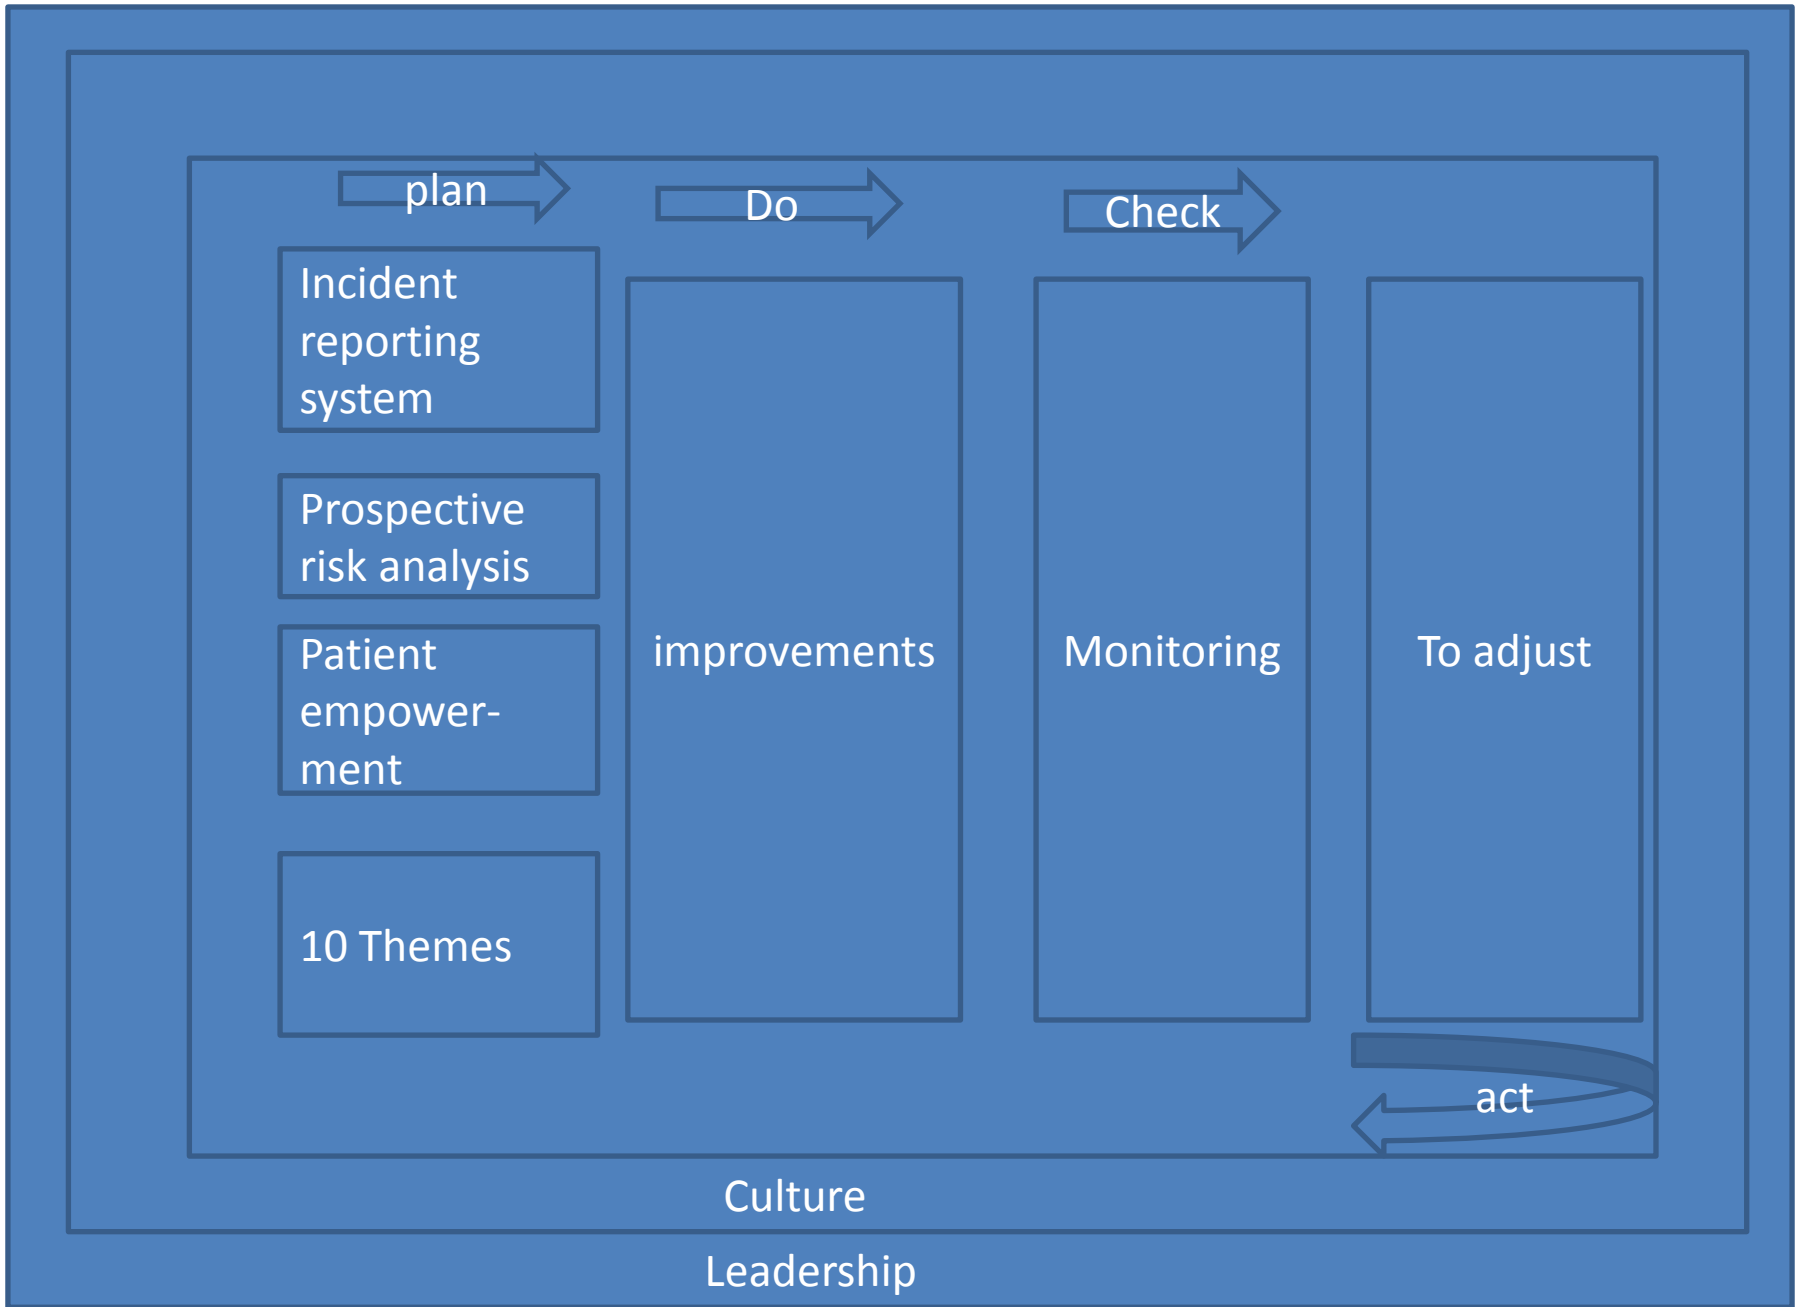 plan
Do
Check
Incident
reporting
system
Prospective
risk analysis
Patient
empower-
ment
10 Themes
improvements
Monitoring
To adjust
act
Culture
Leadership